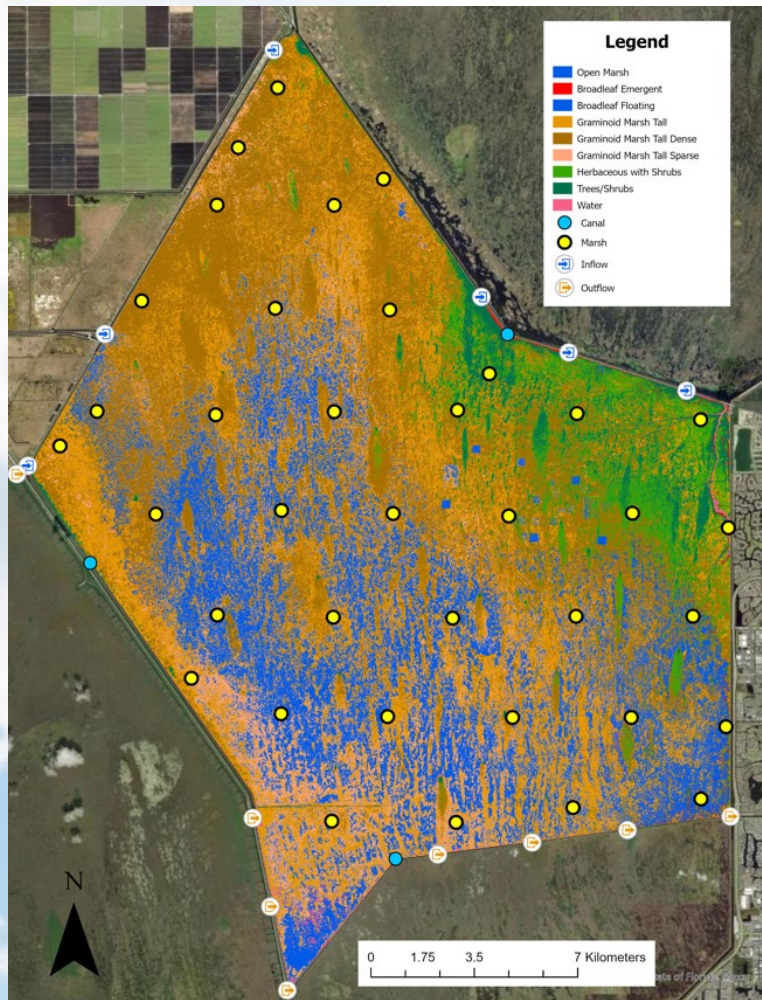 Legend
Open Marsh
Broadleaf Emergent
Broadleaf Floating
Graminoid Marsh Tall
Graminoid Marsh Tall Dense
Graminoid Marsh Tall Sparse
Herbaceous with Shrubs
Trees/Shrubs
Water
Canal
Marsh
Inflow
Outflow
N
0 1.75 3.5 7 Kilometers
of